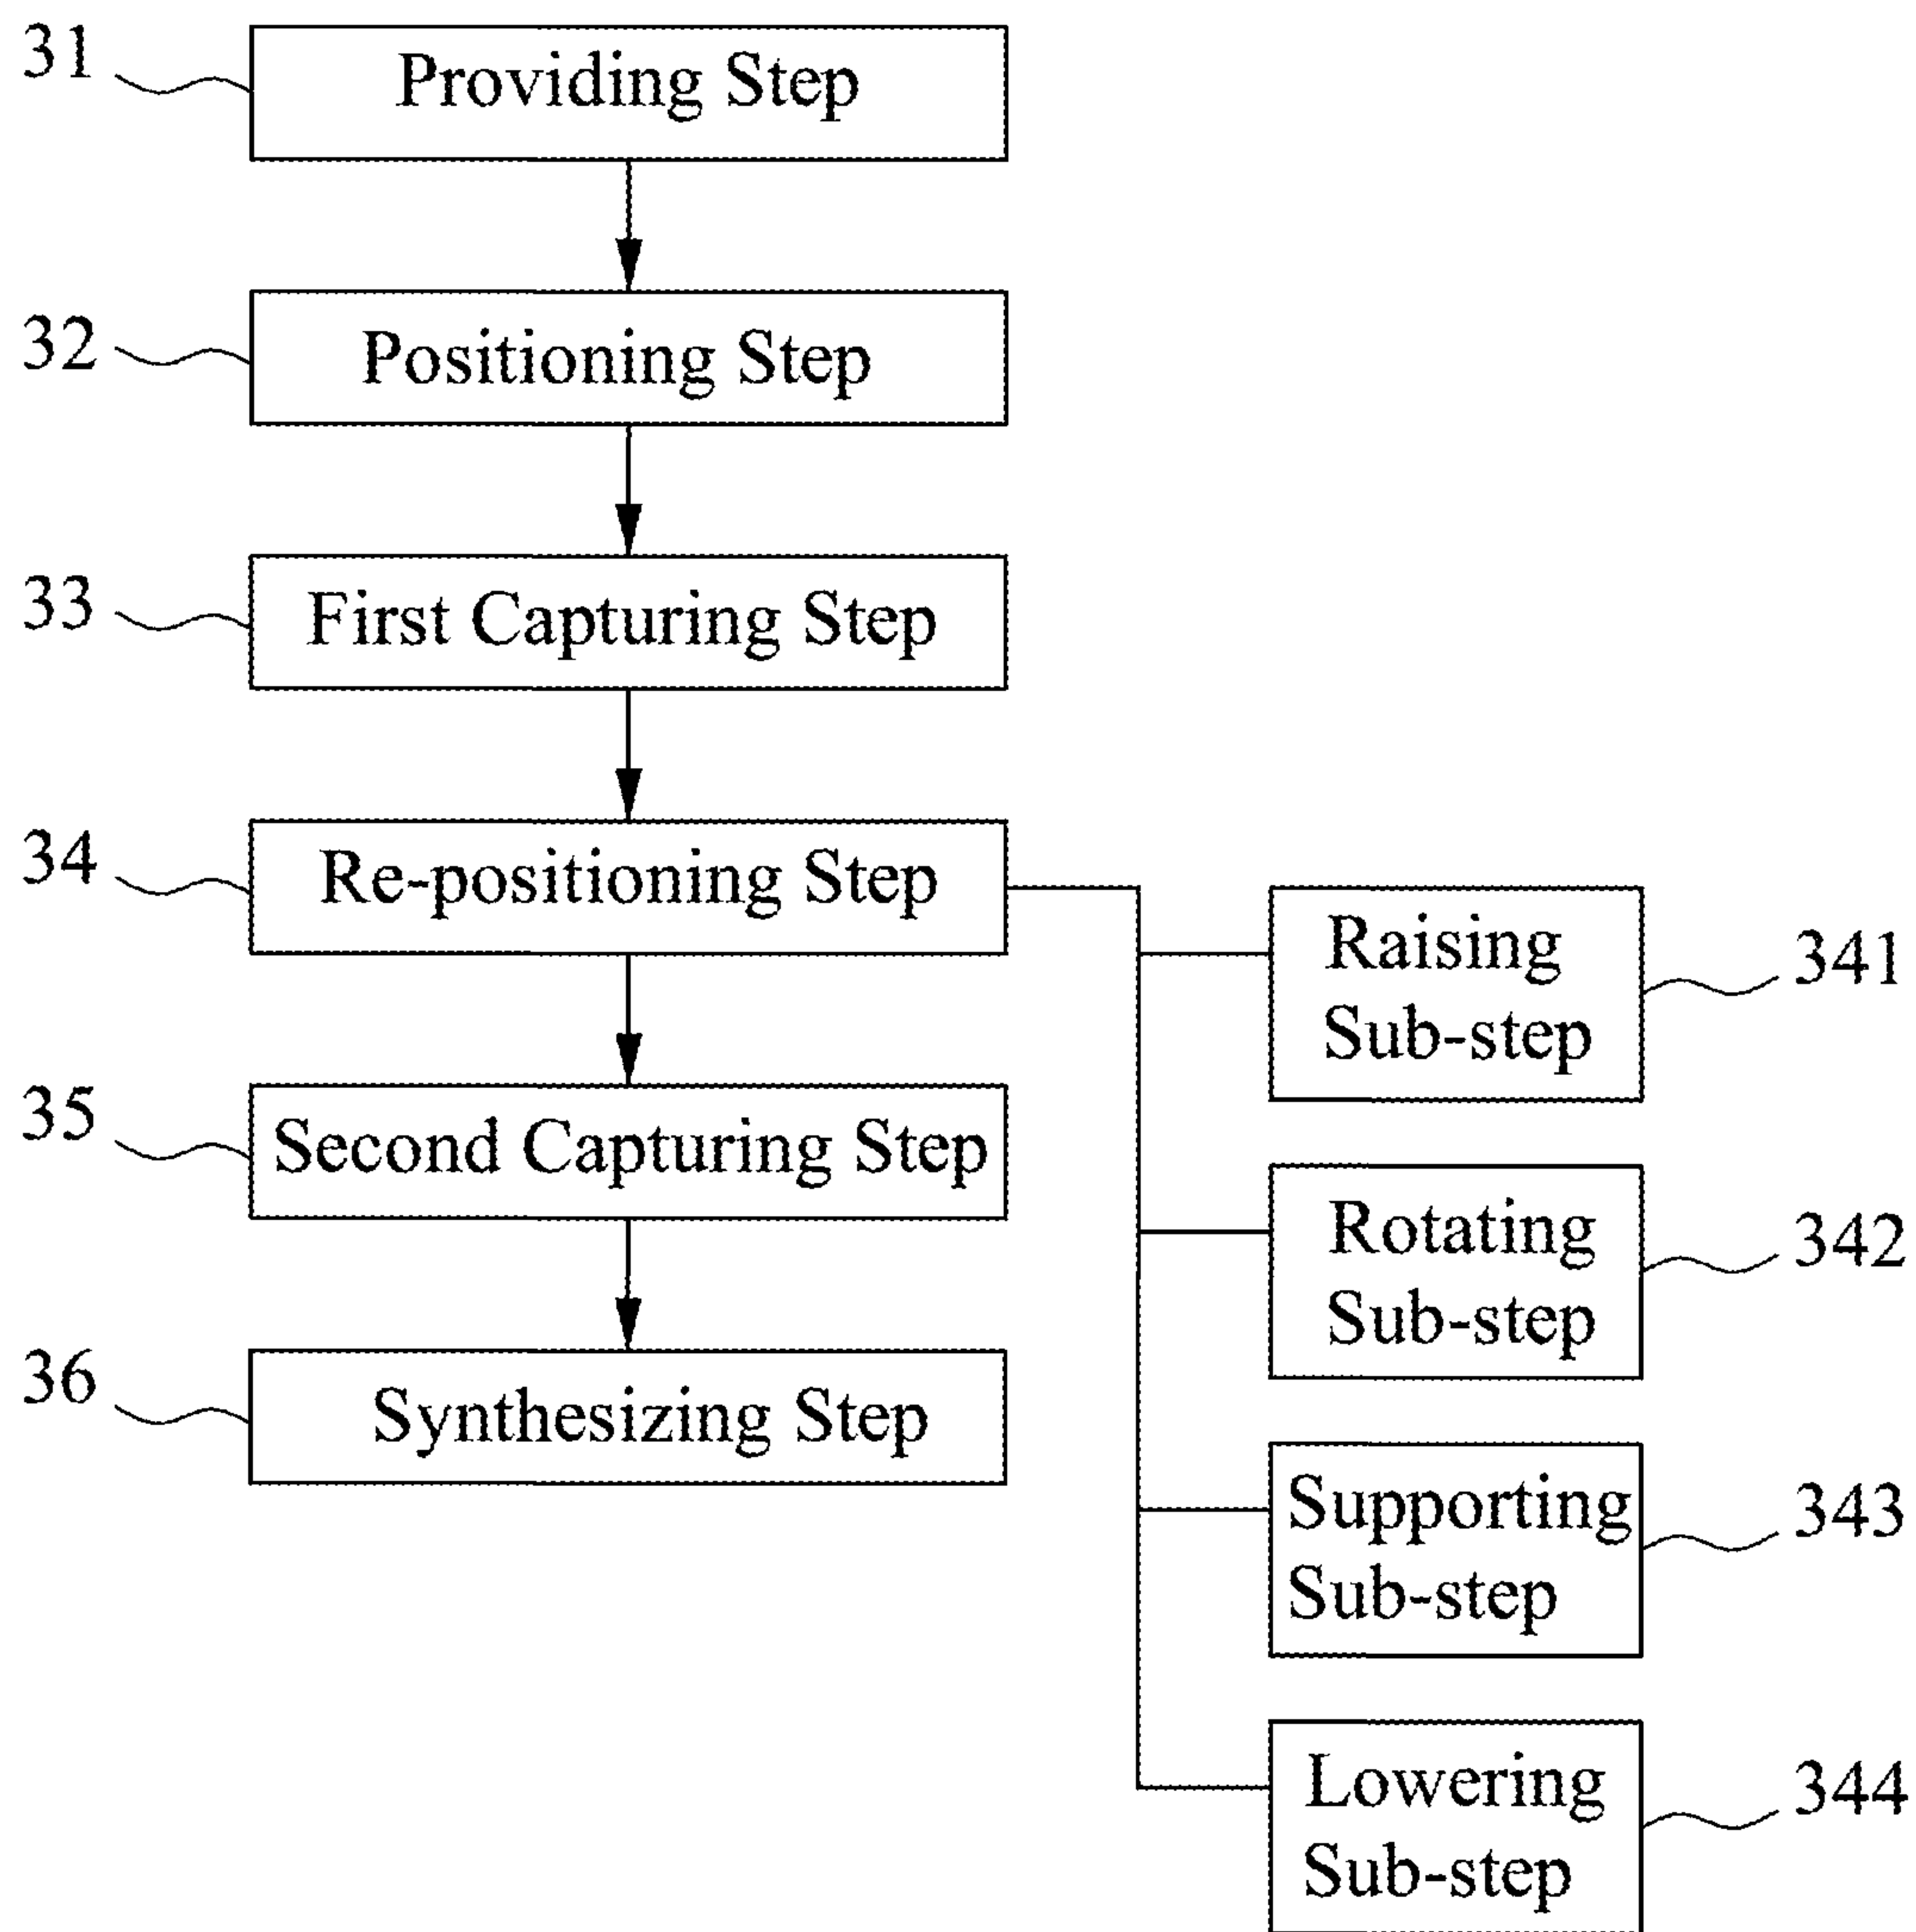 31
Providing Step
32
Positioning Step
33
First Capturing Step
34
Re-positioning Step
35
Second Capturing Step
36
Synthesizing Step
Raising
Sub-step
341
Rotating
Sub-step
342
Supporting
Sub-step
343
Lowering
Sub-step
344